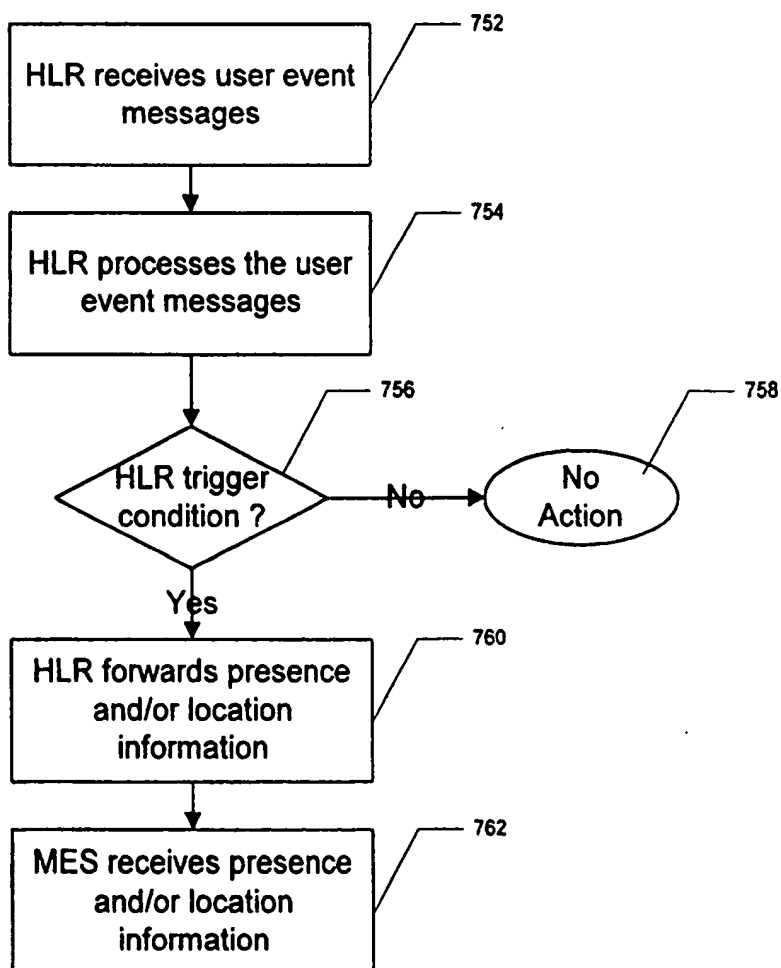 752
HLR receives user event
messages
754
HLR processes the user
event messages
756
758
HLR trigger
condition ?
No
No
Action
Yes
760
HLR forwards presence
and/or location
information
762
MES receives presence
and/or location
information